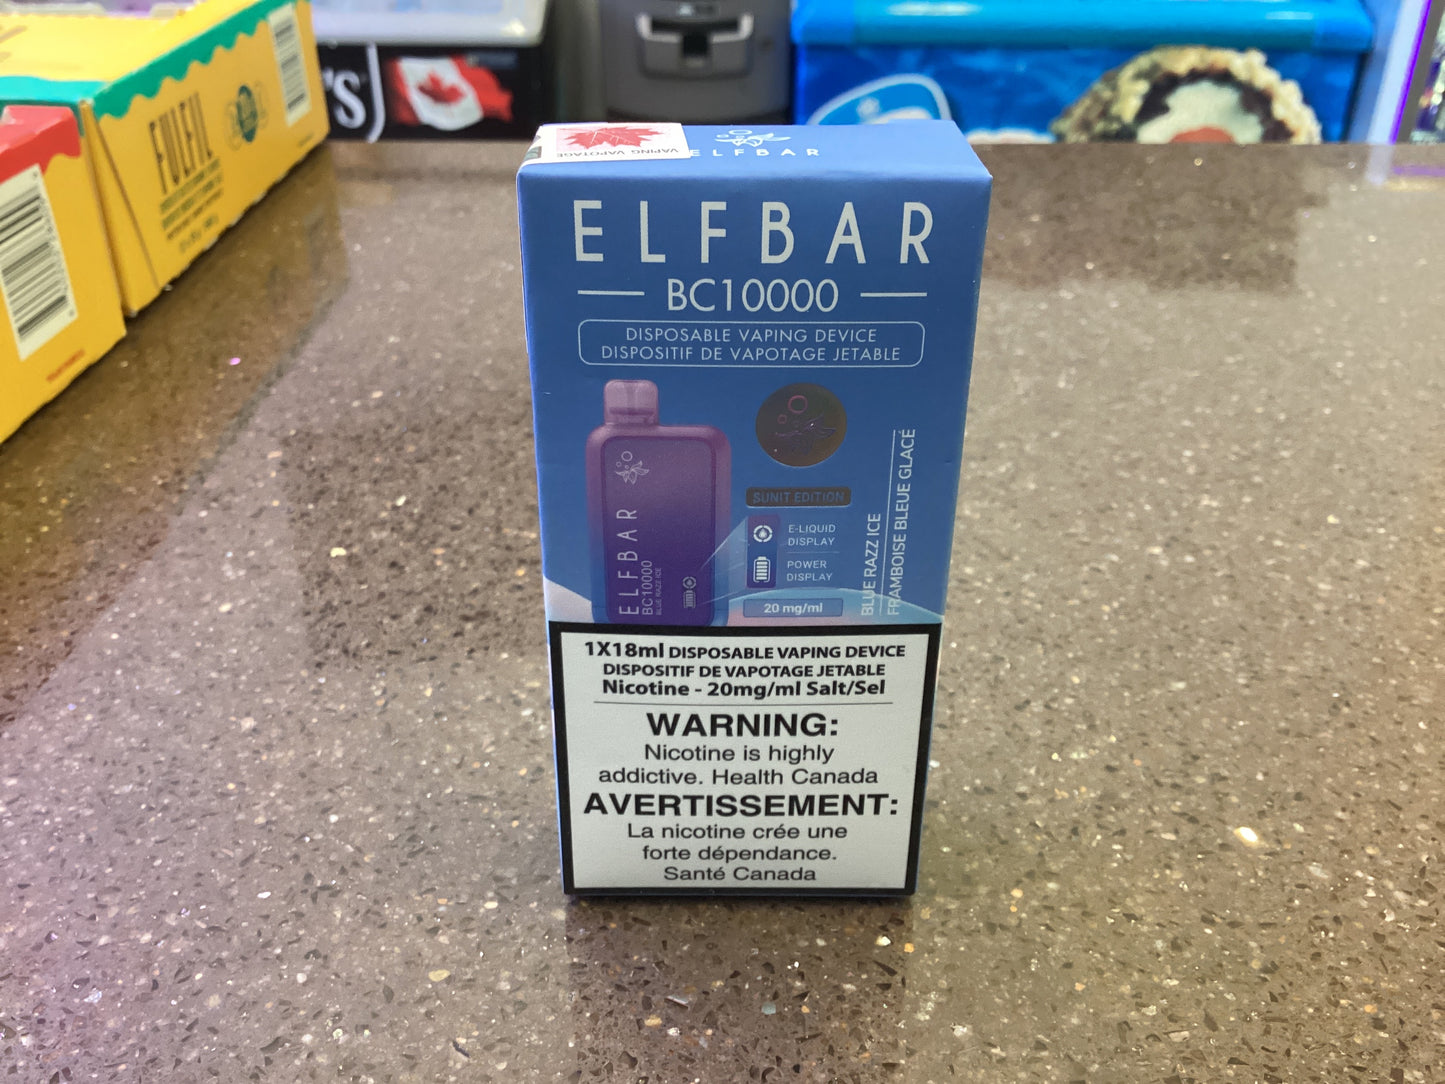 FULFIL
'S
VAPING VAPOTAGE
ELFBAR
ELFBAR
BC10000
DISPOSABLE VAPING DEVICE
DISPOSITIF DE VAPOTAGE JETABLE
ELFBAR
BC10000
BLUE RAZZ ICE
SUNIT EDITION
E-LIQUID
DISPLAY
POWER
DISPLAY
20 mg/ml
BLUE RAZZ ICE
FRAMBOISE BLEUE GLACÉ
1X18ml DISPOSABLE VAPING DEVICE
DISPOSITIF DE VAPOTAGE JETABLE
Nicotine - 20mg/ml Salt/Sel
WARNING:
Nicotine is highly
addictive. Health Canada
AVERTISSEMENT:
La nicotine crée une
forte dépendance.
Santé Canada